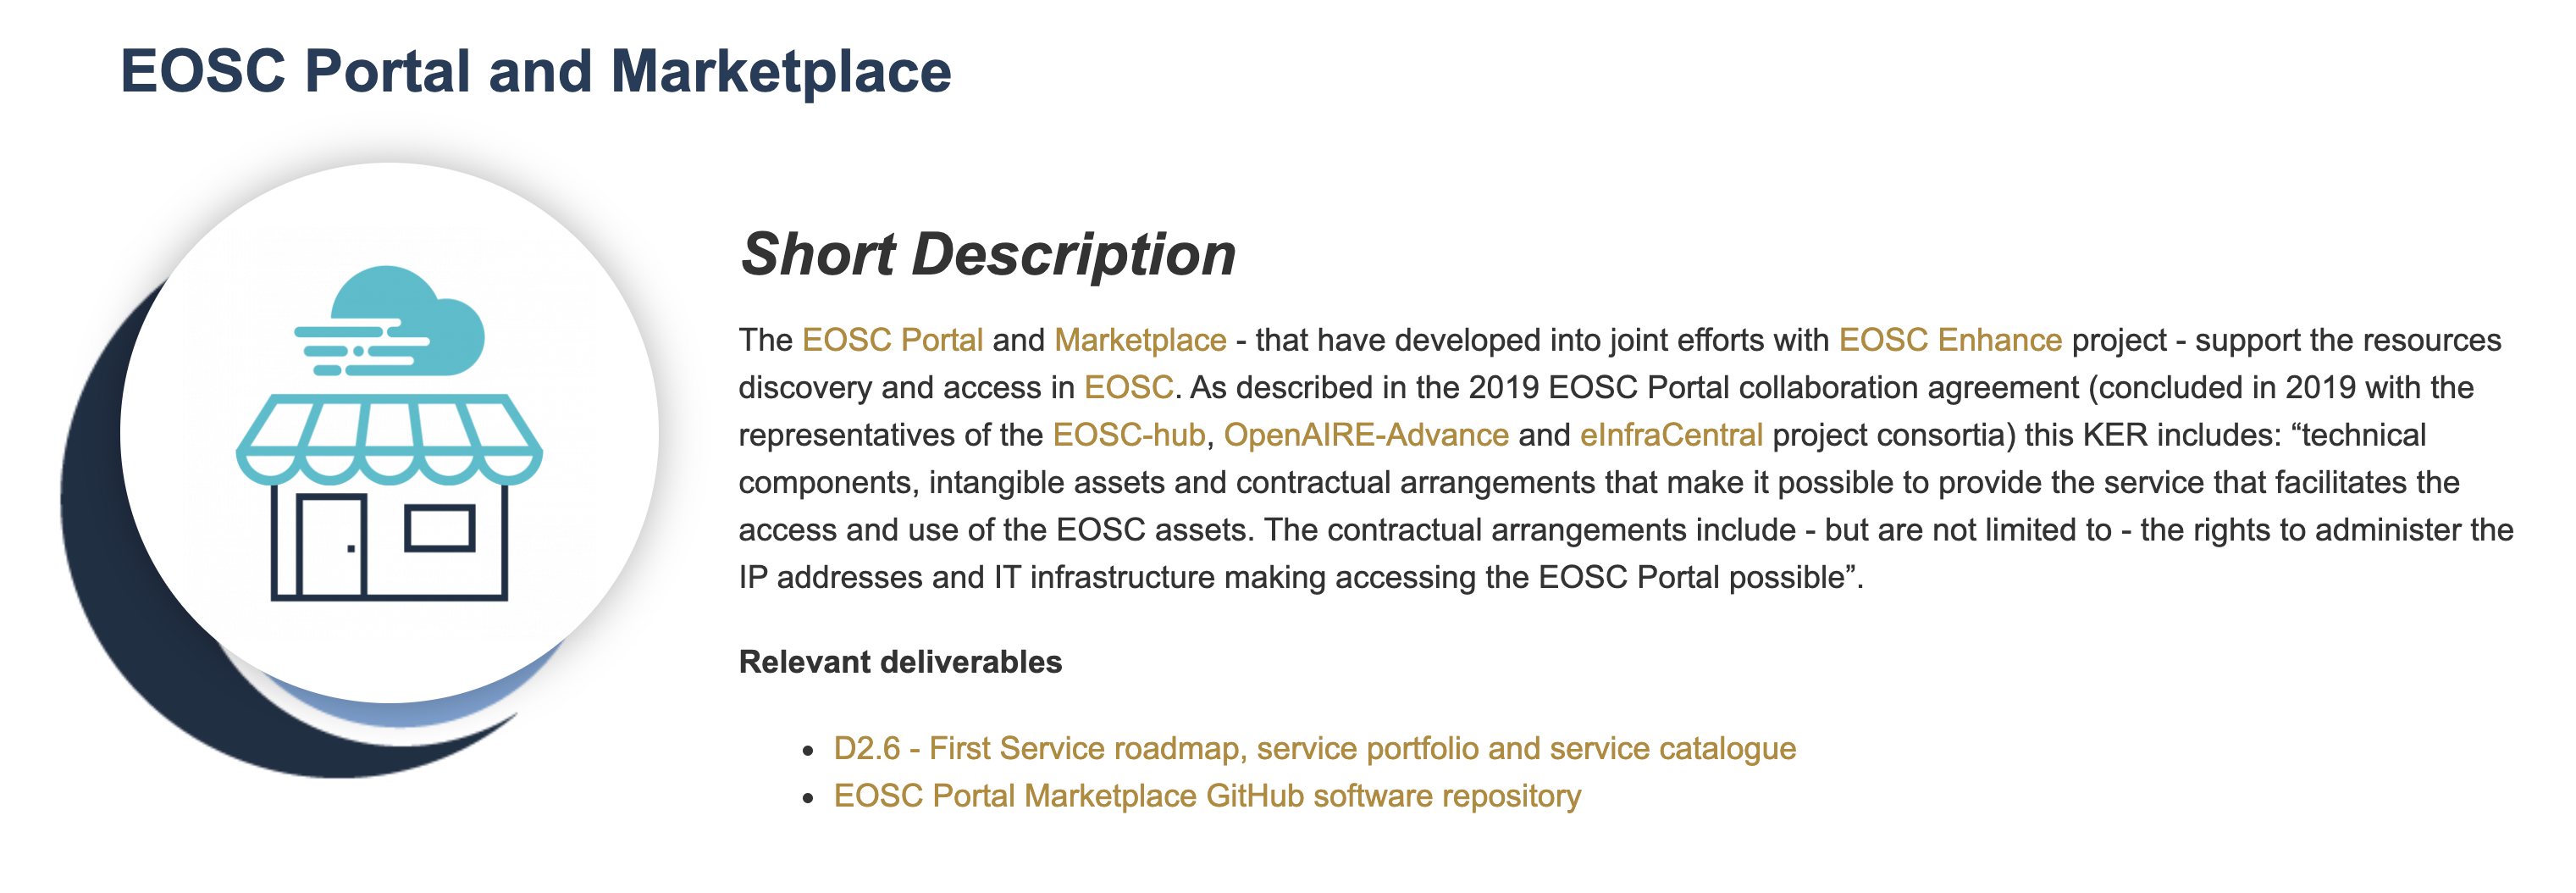 EOSC Portal and Marketplace
Short Description
The EOSC Portal and Marketplace - that have developed into joint efforts with EOSC Enhance project - support the resources
discovery and access in EOSC. As described in the 2019 EOSC Portal collaboration agreement (concluded in 2019 with the
representatives of the EOSC-hub, OpenAIRE-Advance and eInfraCentral project consortia) this KER includes: “technical
components, intangible assets and contractual arrangements that make it possible to provide the service that facilitates the
access and use of the EOSC assets. The contractual arrangements include - but are not limited to - the rights to administer the
IP addresses and IT infrastructure making accessing the EOSC Portal possible”.
Relevant deliverables
• D2.6 - First Service roadmap, service portfolio and service catalogue
• EOSC Portal Marketplace GitHub software repository